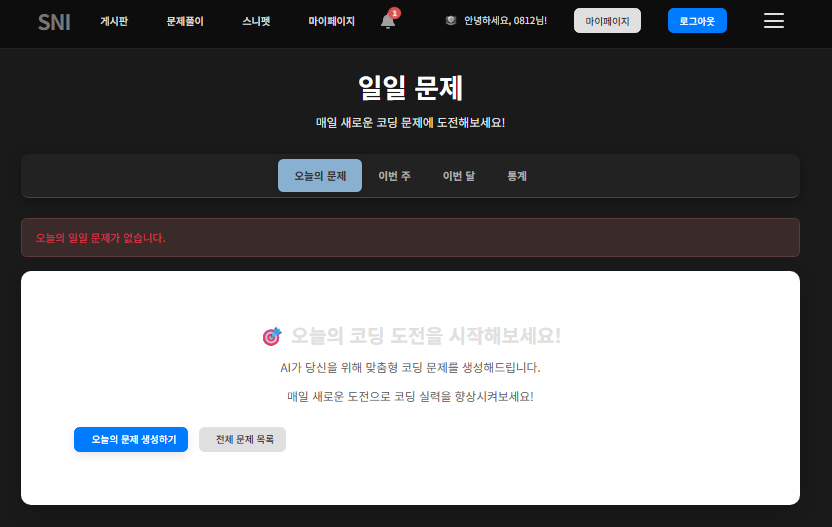 SNI 게시판 문제풀이 스니펫 마이페이지 1 안녕하세요, 0812님! 마이페이지 로그아웃
일일 문제
매일 새로운 코딩 문제에 도전해보세요!
오늘의 문제 이번 주 이번 달 통계
오늘의 일일 문제가 없습니다.
오늘의 코딩 도전을 시작해보세요!
AI가 당신을 위해 맞춤형 코딩 문제를 생성해드립니다.
매일 새로운 도전으로 코딩 실력을 향상시켜보세요!
오늘의 문제 생성하기 전체 문제 목록